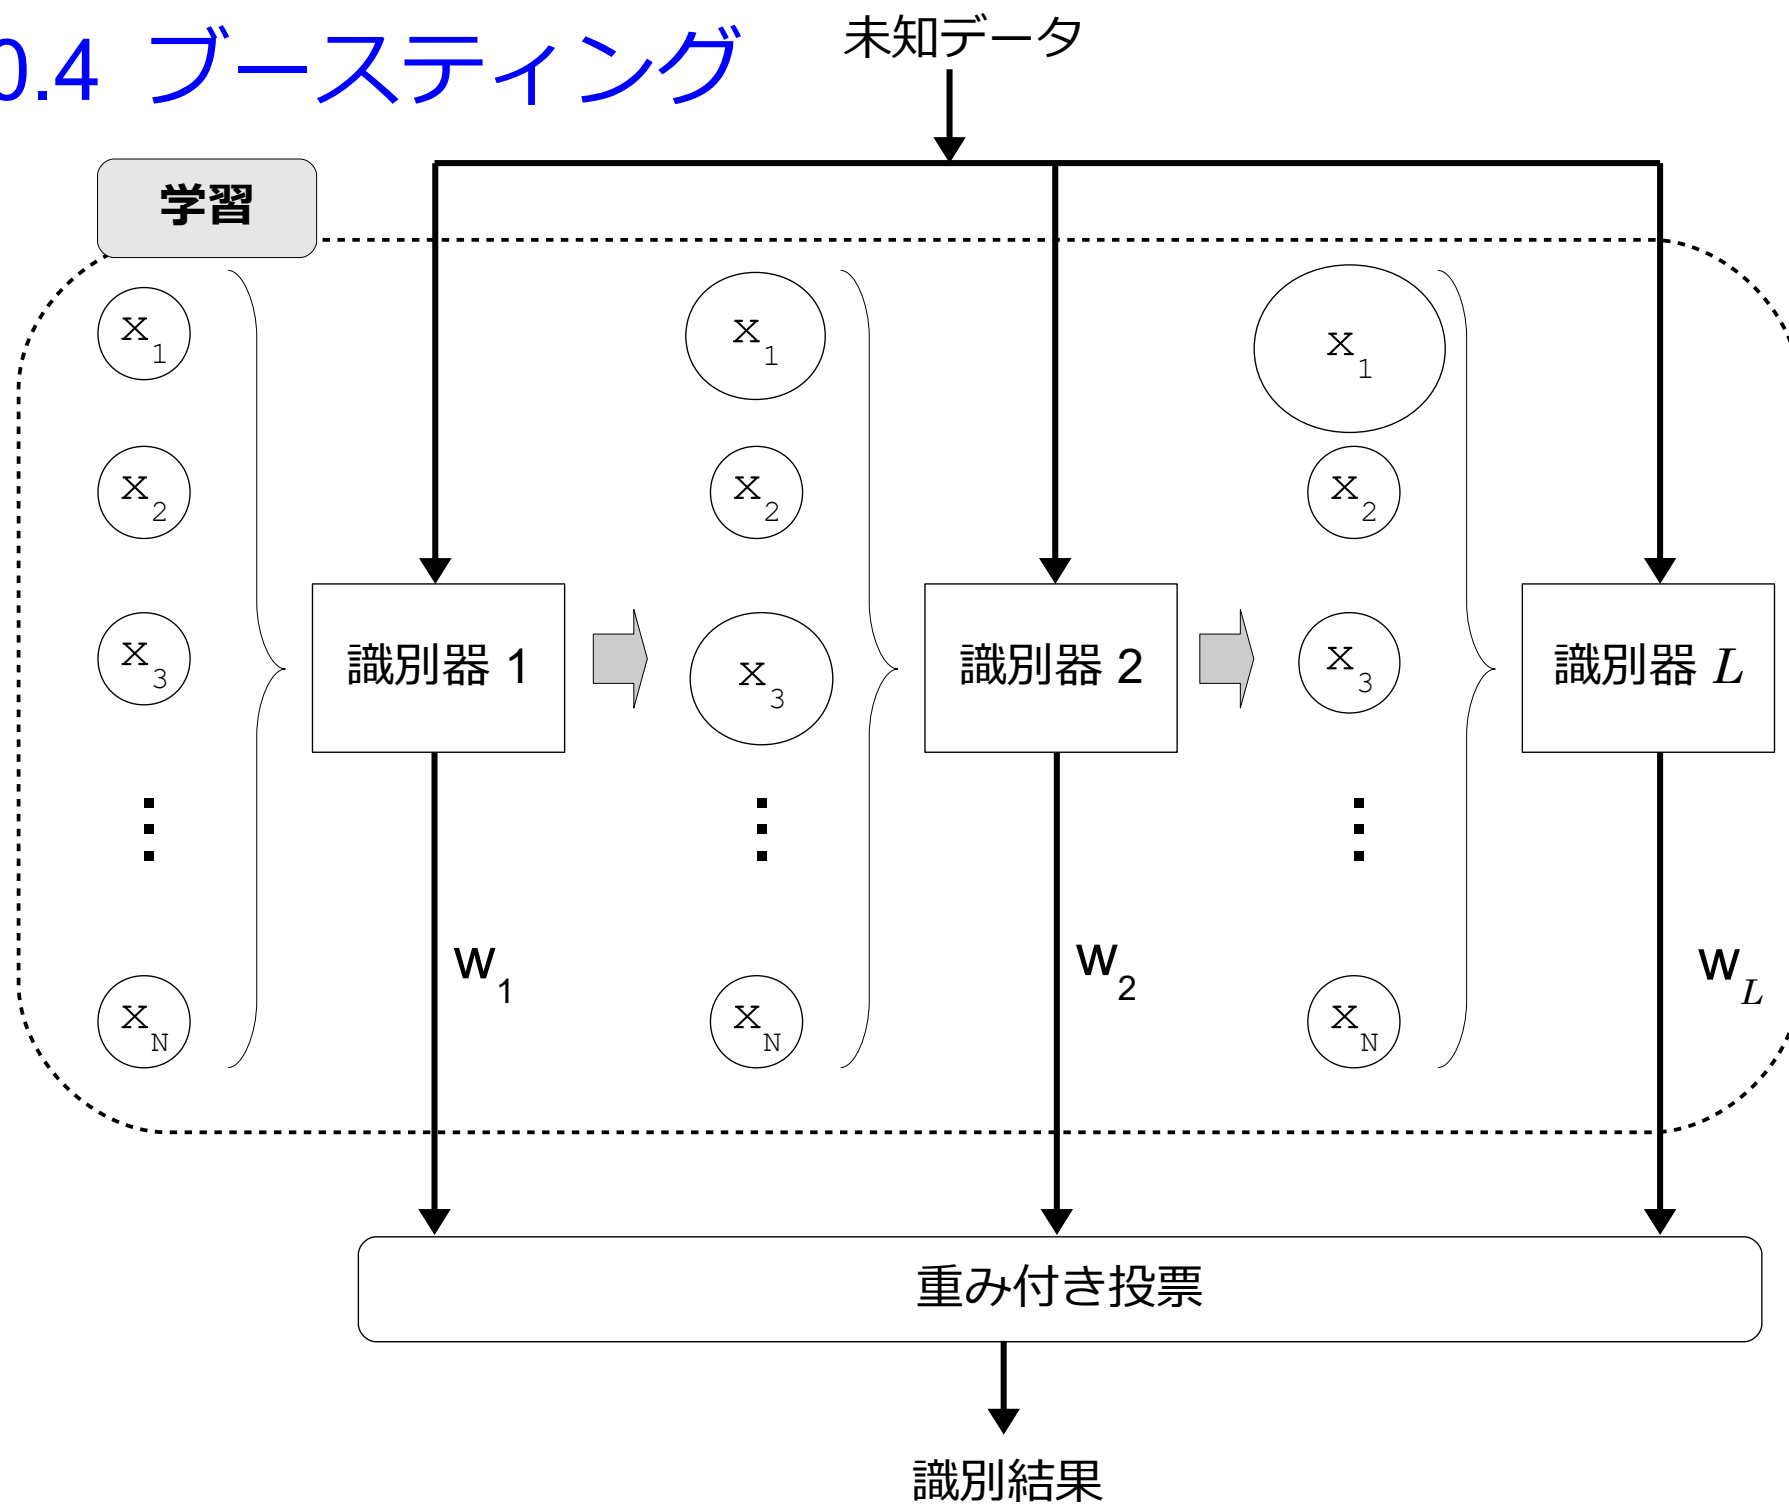 0.4 ブースティング
未知データ
学習
x1
x2
x3
⋮
xN
識別器 1
x1
x2
x3
⋮
xN
識別器 2
x1
x2
x3
⋮
xN
識別器 L
w1
w2
wL
重み付き投票
識別結果